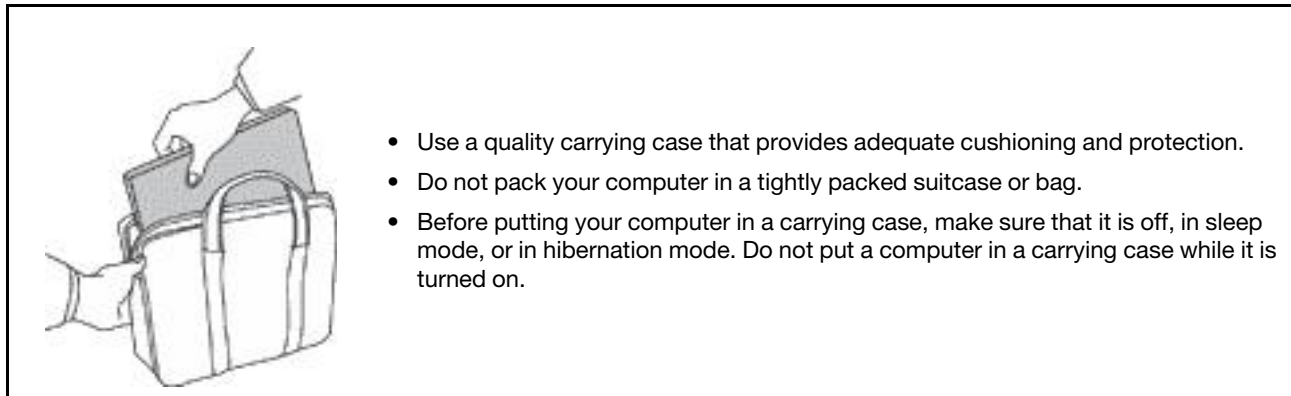 • Use a quality carrying case that provides adequate cushioning and protection.
• Do not pack your computer in a tightly packed suitcase or bag.
• Before putting your computer in a carrying case, make sure that it is off, in sleep
mode, or in hibernation mode. Do not put a computer in a carrying case while it is
turned on.